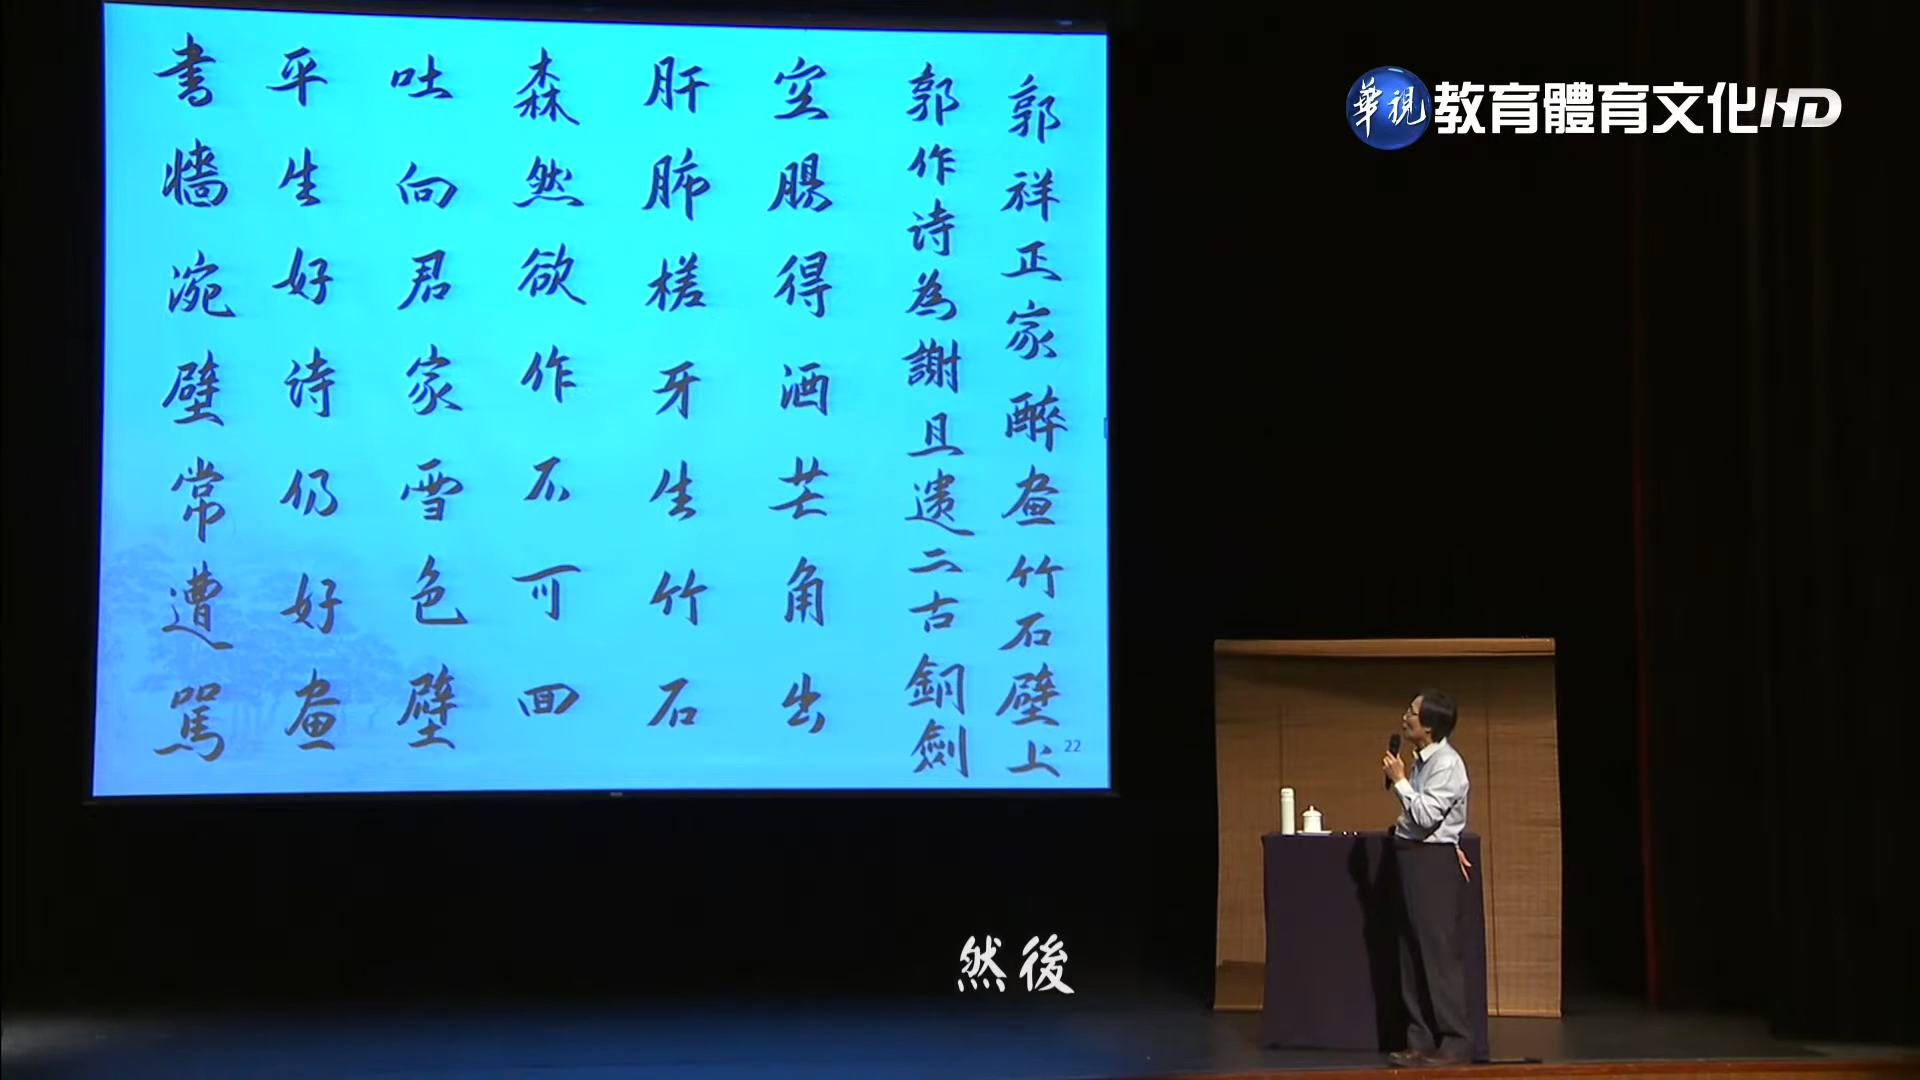 郭祥正家醉畫竹石壁上
郭作詩為謝且遺二古銅劍
空腸得酒芒角出
肝肺槎牙生竹石
森然欲作不可回
吐向君家雪色壁
平生好詩仍好畫
書牆涴壁常遭罵
22
華視教育體育文化HD
然後